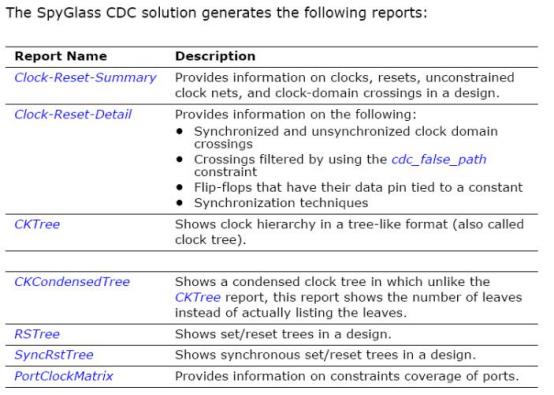 The SpyGlass CDC solution generates the following reports:
Report Name Description
Clock-Reset-Summary Provides information on clocks, resets, unconstrained
clock nets, and clock-domain crossings in a design.
Clock-Reset-Detail Provides information on the following:
● Synchronized and unsynchronized clock domain
crossings
● Crossings filtered by using the cdc_false_path
constraint
● Flip-flops that have their data pin tied to a constant
● Synchronization techniques
CKTree Shows clock hierarchy in a tree-like format (also called
clock tree).
CKCondensedTree Shows a condensed clock tree in which unlike the
CKTree report, this report shows the number of leaves
instead of actually listing the leaves.
RSTree Shows set/reset trees in a design.
SyncRstTree Shows synchronous set/reset trees in a design.
PortClockMatrix Provides information on constraints coverage of ports.